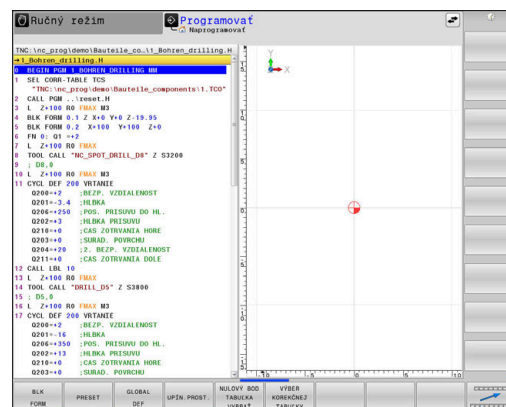 Ručný režim
Programovať
Naprogramovať
TNC:\nc_prog\demo\Bauteile_co…\1_Bohren_drilling.H
→1_Bohren_drilling.H
0 BEGIN PGM 1_BOHREN_DRILLING MM
1 SEL CORR-TABLE TCS
"TNC:\nc_prog\demo\Bauteile_components\1.TCO"
2 CALL PGM ..\reset.H
3 L Z+100 R0 FMAX M3
4 BLK FORM 0.1 Z X+0 Y+0 Z-19.95
5 BLK FORM 0.2 X+100 Y+100 Z+0
6 FN 0: Q1 =+2
7 L Z+100 R0 FMAX
8 TOOL CALL "NC_SPOT_DRILL_D8" Z S3200
9 ; D8,0
10 L Z+100 R0 FMAX M3
11 CYCL DEF 200 VRTANIE
Q200=+2 ;BEZP. VZDIALENOST
Q201=-3.4 ;HLBKA
Q206=+250 ;POS. PRISUVU DO HL.
Q202=+3 ;HLBKA PRISUVU
Q210=+0 ;CAS ZOTRVANIA HORE
Q203=+0 ;SURAD. POVRCHU
Q204=+20 ;2. BEZP. VZDIALENOST
Q211=+0 ;CAS ZOTRVANIA DOLE
12 CALL LBL 10
13 L Z+100 R0 FMAX
14 TOOL CALL "DRILL_D5" Z S3800
15 ; D5,0
16 L Z+100 R0 FMAX M3
17 CYCL DEF 200 VRTANIE
Q200=+2 ;BEZP. VZDIALENOST
Q201=-16 ;HLBKA
Q206=+350 ;POS. PRISUVU DO HL.
Q202=+13 ;HLBKA PRISUVU
Q210=+0 ;CAS ZOTRVANIA HORE
Q203=+0 ;SURAD. POVRCHU
Y
X
BLK
FORM
PRESET
GLOBAL
DEF
UPÍN.PROST.
NULOVÝ BOD
TABUĽKA
VYBRAŤ
VÝBER
KOREKČNEJ
TABUĽKY